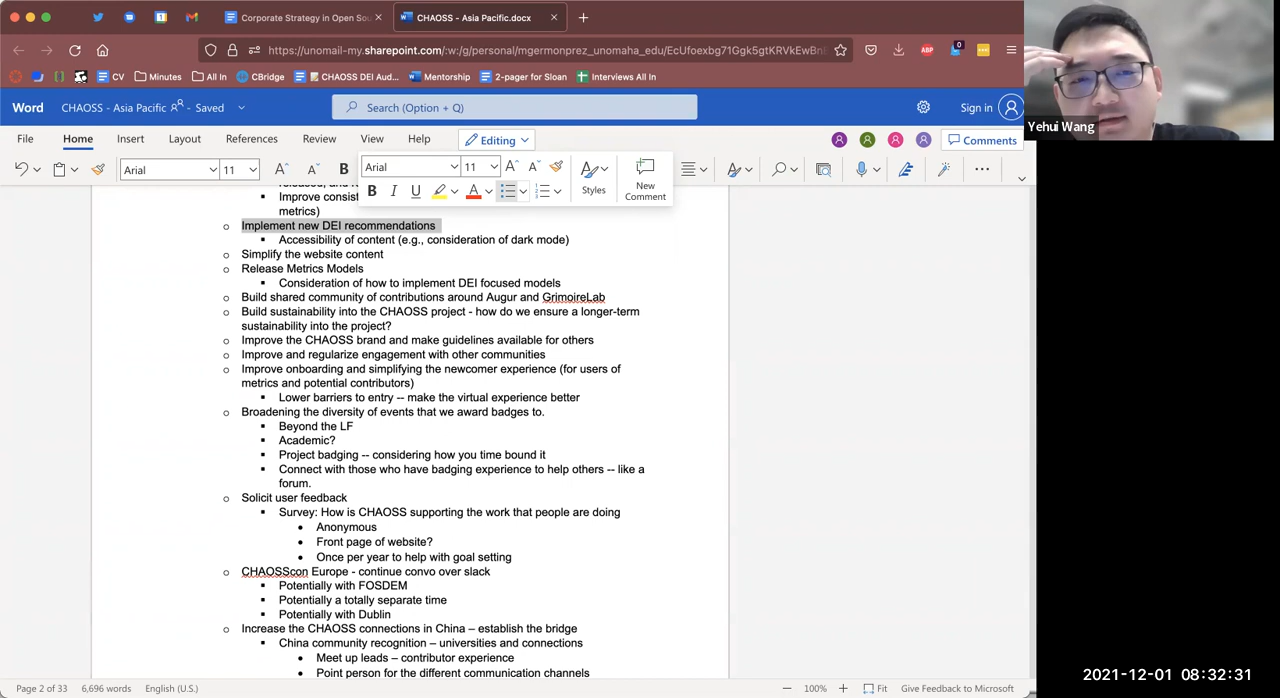 Corporate Strategy in Open Sou
CHAOSS - Asia Pacific.docx
https://unomail-my.sharepoint.com/:w:/g/personal/mgermonprez_unomaha_edu/EcUfoexbg71Ggk5gtKRVkEwBn
ABP
0
CV
Minutes
All In
CBridge
CHAOSS DEI Aud...
Mentorship
2-pager for Sloan
Interviews All In
Word
CHAOSS - Asia Pacific - Saved
Search (Option + Q)
Sign in
Yehui Wang
File
Home
Insert
Layout
References
Review
View
Help
Editing
Comments
Arial
11
B
Arial
11
B
I
U
A
Styles
New
Comment
Improve consist
metrics)
Implement new DEI recommendations
Accessibility of content (e.g., consideration of dark mode)
Simplify the website content
Release Metrics Models
Consideration of how to implement DEI focused models
Build shared community of contributions around Augur and GrimoireLab
Build sustainability into the CHAOSS project - how do we ensure a longer-term
sustainability into the project?
Improve the CHAOSS brand and make guidelines available for others
Improve and regularize engagement with other communities
Improve onboarding and simplifying the newcomer experience (for users of
metrics and potential contributors)
Lower barriers to entry -- make the virtual experience better
Broadening the diversity of events that we award badges to.
Beyond the LF
Academic?
Project badging -- considering how you time bound it
Connect with those who have badging experience to help others -- like a
forum.
Solicit user feedback
Survey: How is CHAOSS supporting the work that people are doing
Anonymous
Front page of website?
Once per year to help with goal setting
CHAOSScon Europe - continue convo over slack
Potentially with FOSDEM
Potentially a totally separate time
Potentially with Dublin
Increase the CHAOSS connections in China – establish the bridge
China community recognition – universities and connections
Meet up leads – contributor experience
Point person for the different communication channels
Page 2 of 33
6,696 words
English (U.S.)
100%
Fit
Give Feedback to Microsoft
2021-12-01 08:32:31